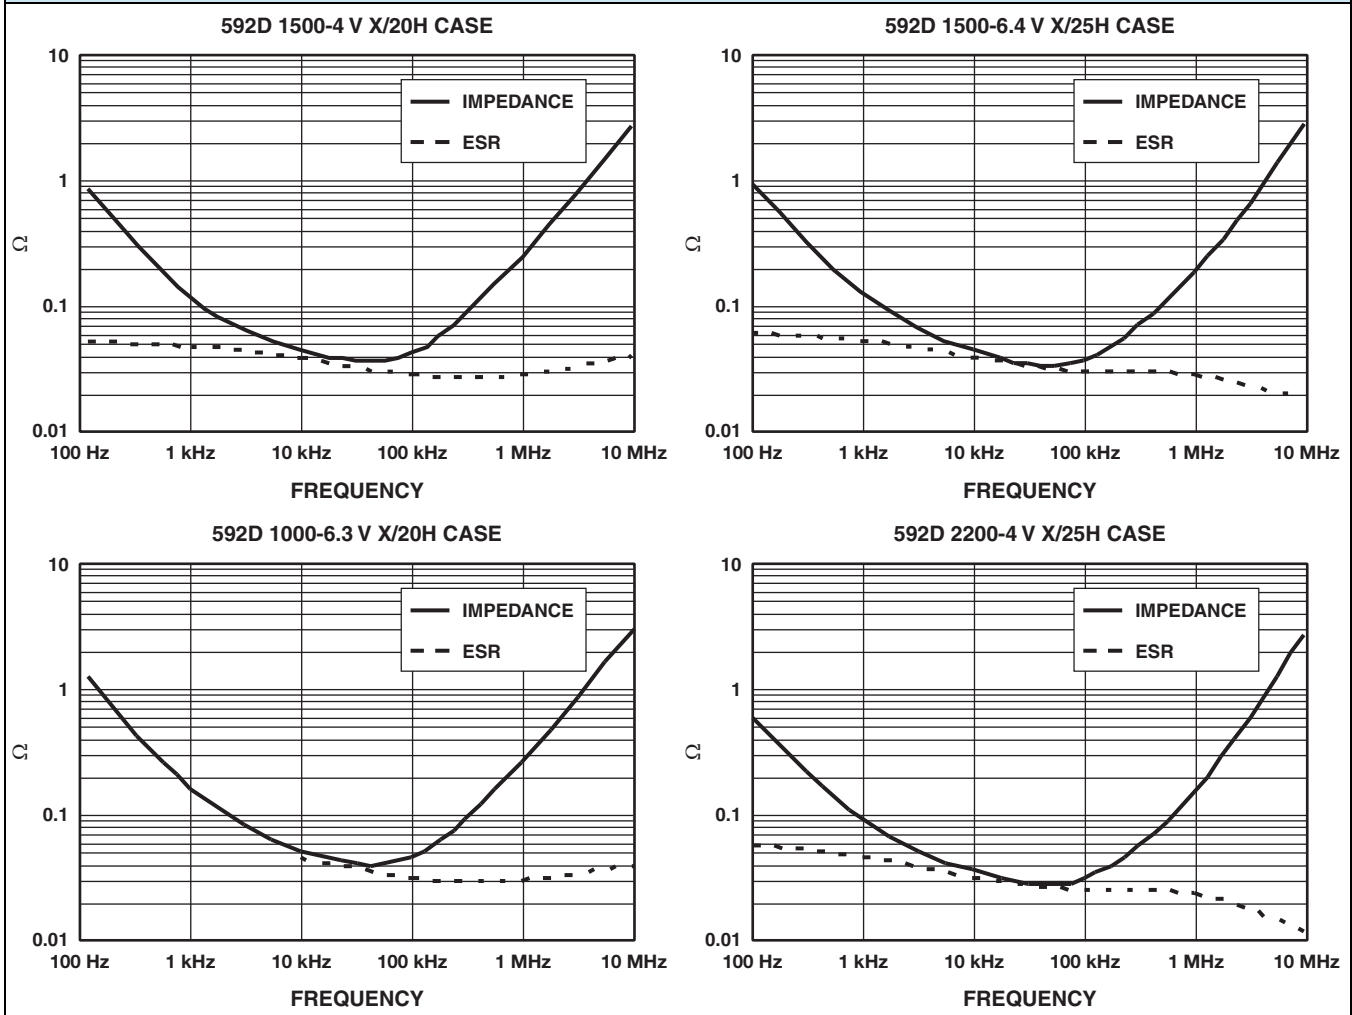 592D 1500-4 V X/20H CASE
10
1
0.1
0.01
Ω
IMPEDANCE
ESR
100 Hz 1 kHz 10 kHz 100 kHz 1 MHz 10 MHz
FREQUENCY
592D 1500-6.4 V X/25H CASE
10
1
0.1
0.01
Ω
IMPEDANCE
ESR
100 Hz 1 kHz 10 kHz 100 kHz 1 MHz 10 MHz
FREQUENCY
592D 1000-6.3 V X/20H CASE
10
1
0.1
0.01
Ω
IMPEDANCE
ESR
100 Hz 1 kHz 10 kHz 100 kHz 1 MHz 10 MHz
FREQUENCY
592D 2200-4 V X/25H CASE
10
1
0.1
0.01
Ω
IMPEDANCE
ESR
100 Hz 1 kHz 10 kHz 100 kHz 1 MHz 10 MHz
FREQUENCY